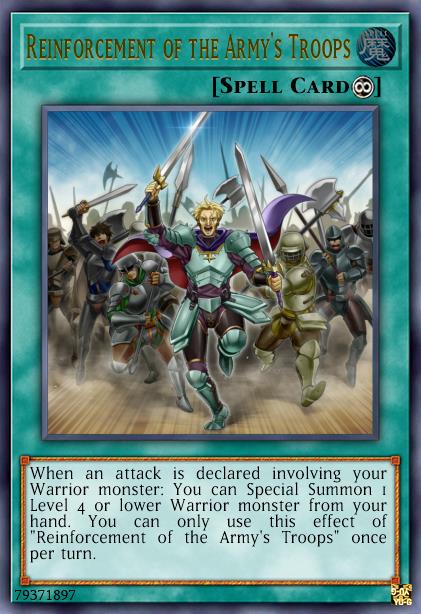 Reinforcement of the Army's Troops
[Spell Card]
When an attack is declared involving your
Warrior monster: You can Special Summon 1
Level 4 or lower Warrior monster from your
hand. You can only use this effect of
"Reinforcement of the Army's Troops" once
per turn.
79371897